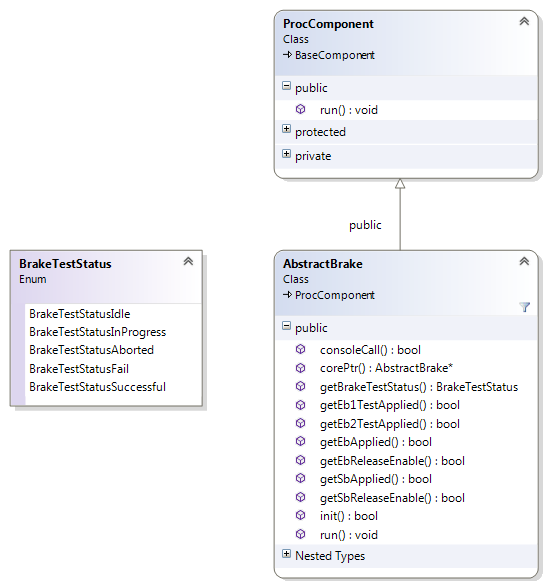 ProcComponent
Class
BaseComponent
public
run() : void
protected
private
public
BrakeTestStatus
Enum
BrakeTestStatusIdle
BrakeTestStatusInProgress
BrakeTestStatusAborted
BrakeTestStatusFail
BrakeTestStatusSuccessful
AbstractBrake
Class
ProcComponent
public
consoleCall() : bool
corePtr() : AbstractBrake*
getBrakeTestStatus() : BrakeTestStatus
getEb1TestApplied() : bool
getEb2TestApplied() : bool
getEbApplied() : bool
getEbReleaseEnable() : bool
getSbApplied() : bool
getSbReleaseEnable() : bool
init() : bool
run() : void
Nested Types